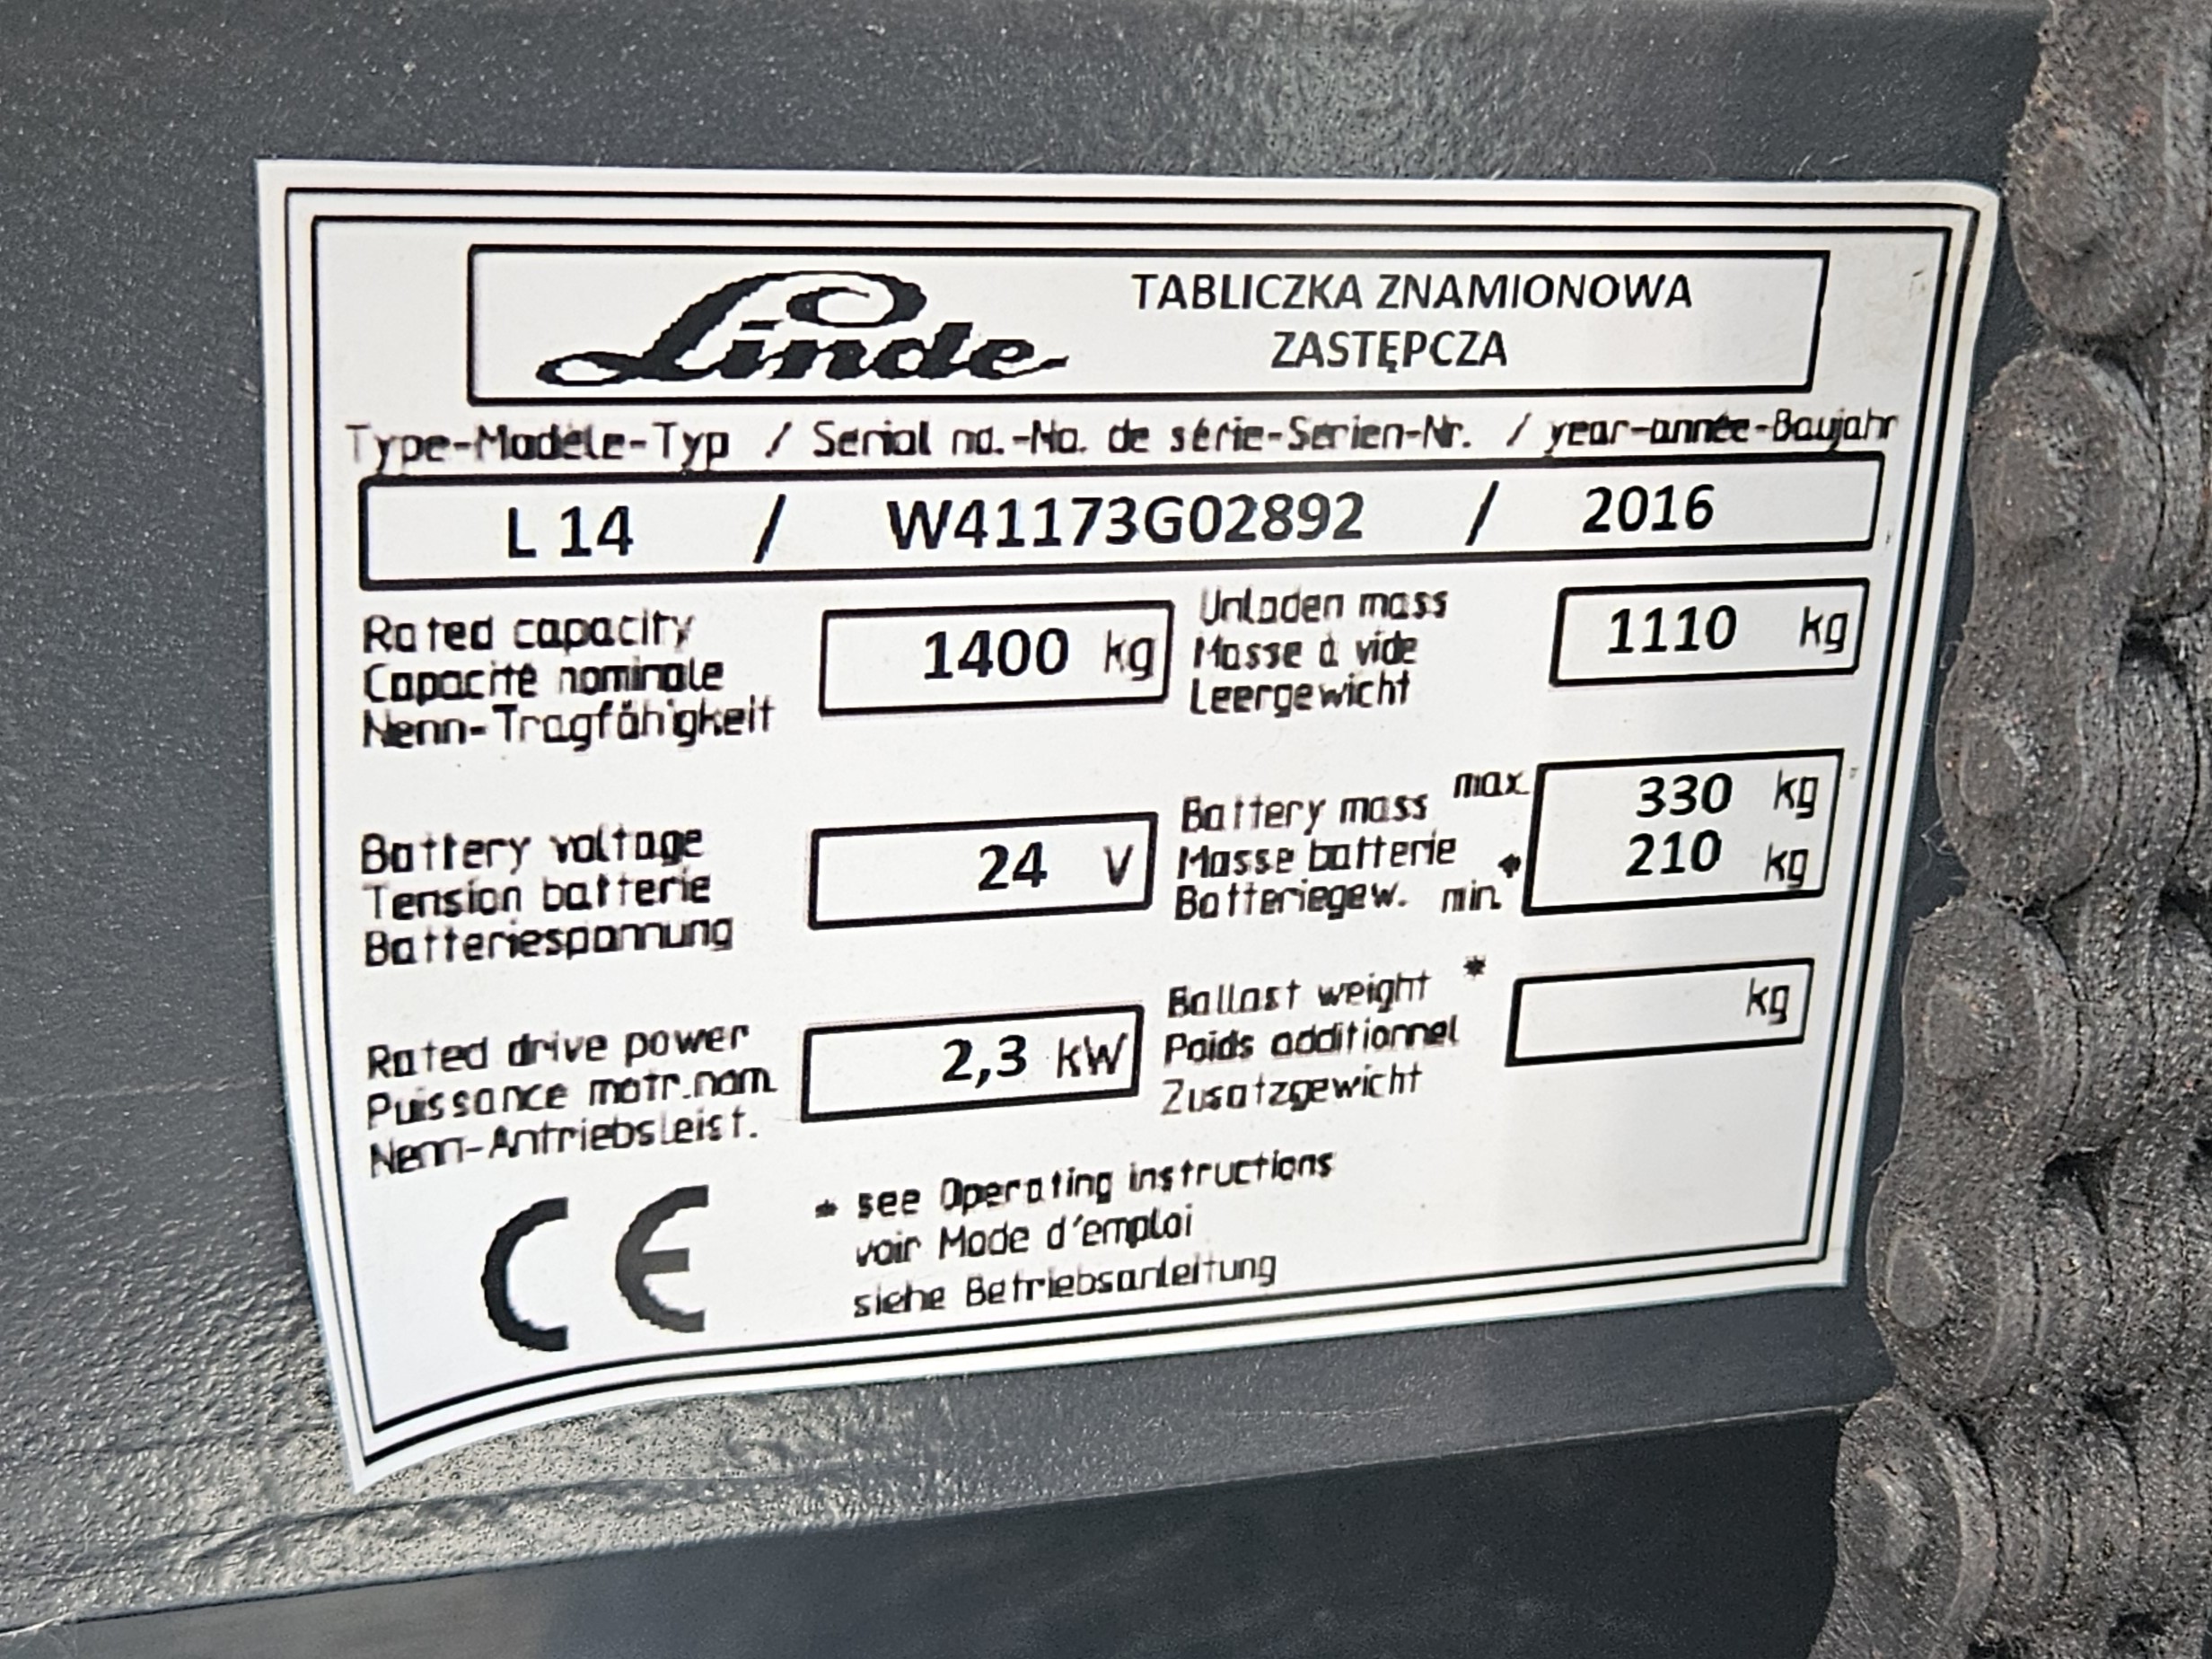 Linde TABLICZKA ZNAMIONOWA
ZASTĘPCZA
Type-Modèle-Typ / Serial no.-No. de série-Serien-Nr. / year-année-Baujahr
L 14 / W41173G02892 / 2016
Rated capacity
Capacité nominale
Nenn-Tragfähigkeit
1400 kg
Unladen mass
Masse à vide
Leergewicht
1110 kg
Battery voltage
Tension batterie
Batteriespannung
24 V
Battery mass max.
Masse batterie *
Batteriegew. min.
330 kg
210 kg
Rated drive power
Puissance motr.nom.
Nenn-Antriebsleist.
2,3 kW
Ballast weight *
Poids additionnel
Zusatzgewicht
kg
CE
* see Operating instructions
voir Mode d'emploi
siehe Betriebsanleitung